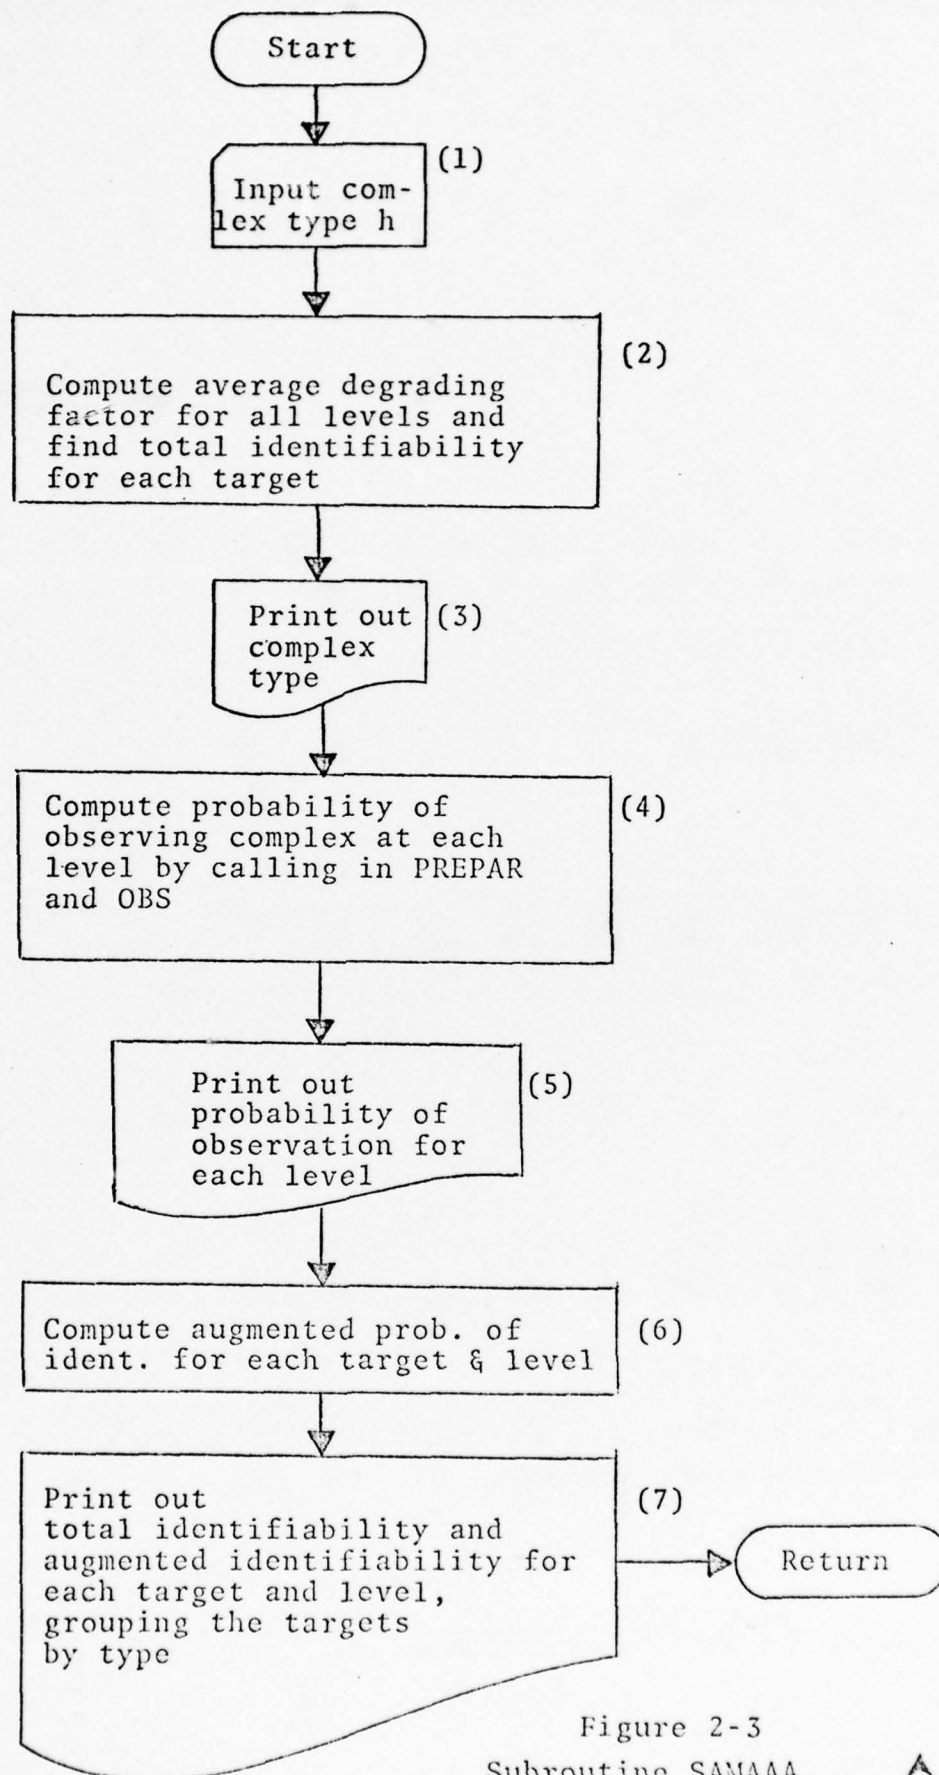 Start
(1)
Input com-
lex type h
(2)
Compute average degrading
factor for all levels and
find total identifiability
for each target
Print out
(3)
complex
type
Compute probability of
(4)
observing complex at each
level by calling in PREPAR
and OBS
Print out
(5)
probability of
observation for
each level
Compute augmented prob. of
(6)
ident. for each target & level
Print out
(7)
total identifiability and
augmented identifiability for
each target and level,
grouping the targets
by type
Return
Figure 2-3
Subroutine SAMAAA